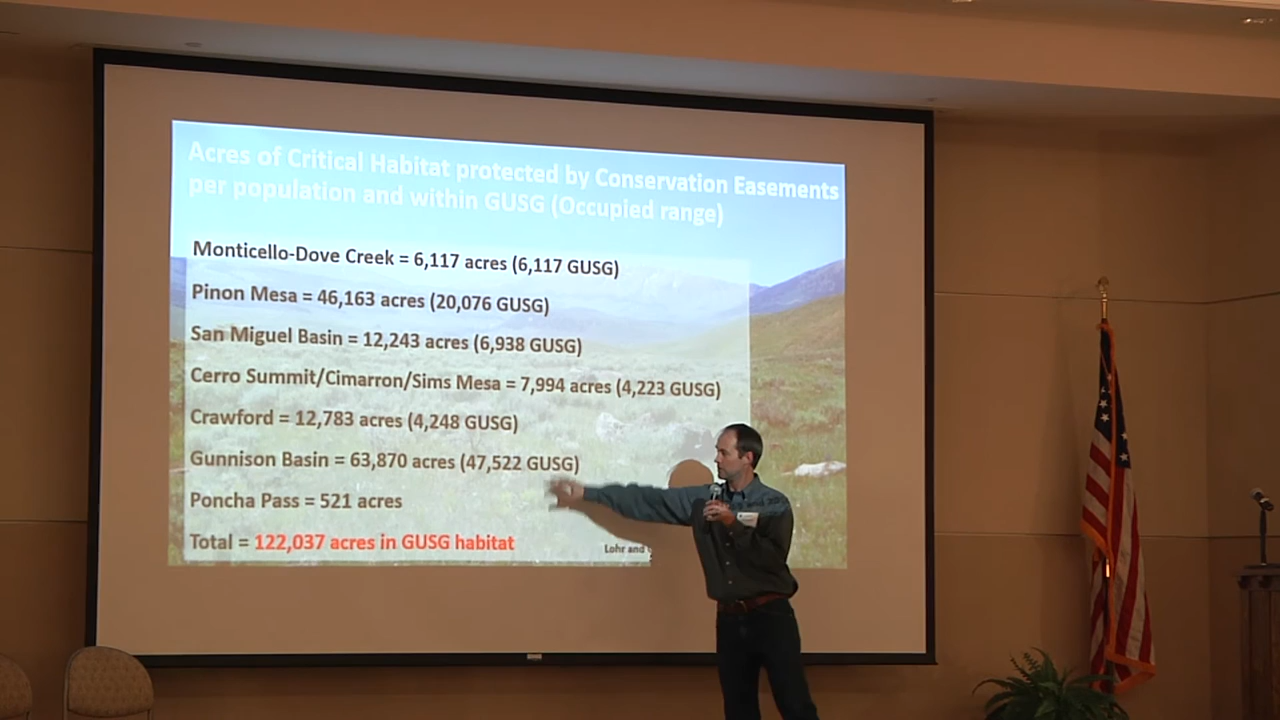 Acres of Critical Habitat protected by Conservation Easements
per population and within GUSG (Occupied range)
Monticello-Dove Creek = 6,117 acres (6,117 GUSG)
Pinon Mesa = 46,163 acres (20,076 GUSG)
San Miguel Basin = 12,243 acres (6,938 GUSG)
Cerro Summit/Cimarron/Sims Mesa = 7,994 acres (4,223 GUSG)
Crawford = 12,783 acres (4,248 GUSG)
Gunnison Basin = 63,870 acres (47,522 GUSG)
Poncha Pass = 521 acres
Total = 122,037 acres in GUSG habitat
Lohr and